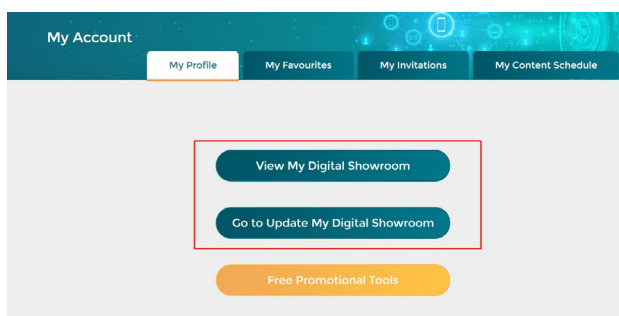 My Account
My Profile My Favourites My Invitations My Content Schedule
View My Digital Showroom
Go to Update My Digital Showroom
Free Promotional Tools